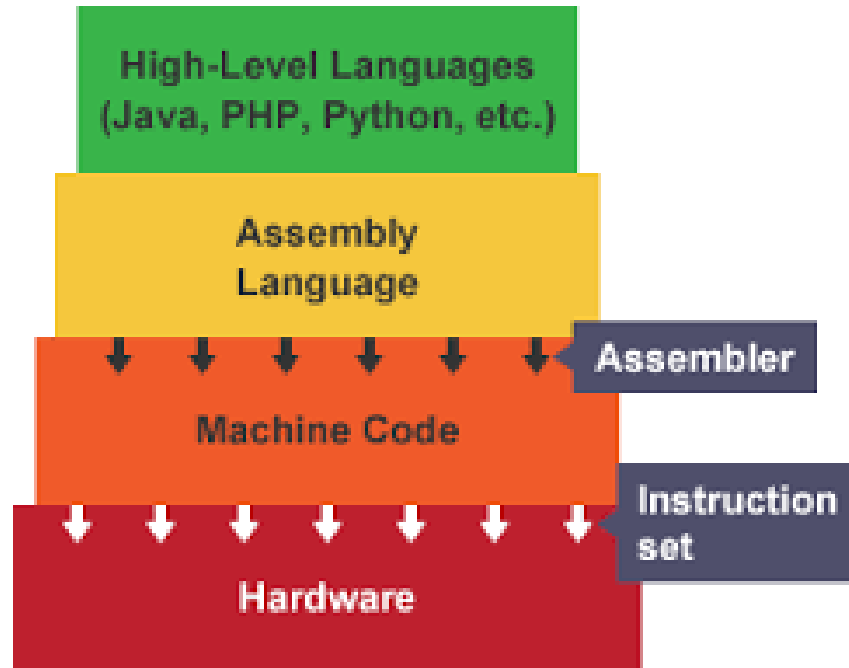 High-Level Languages
(Java, PHP, Python, etc.)
Assembly
Language
Assembler
Machine Code
Instruction
set
Hardware